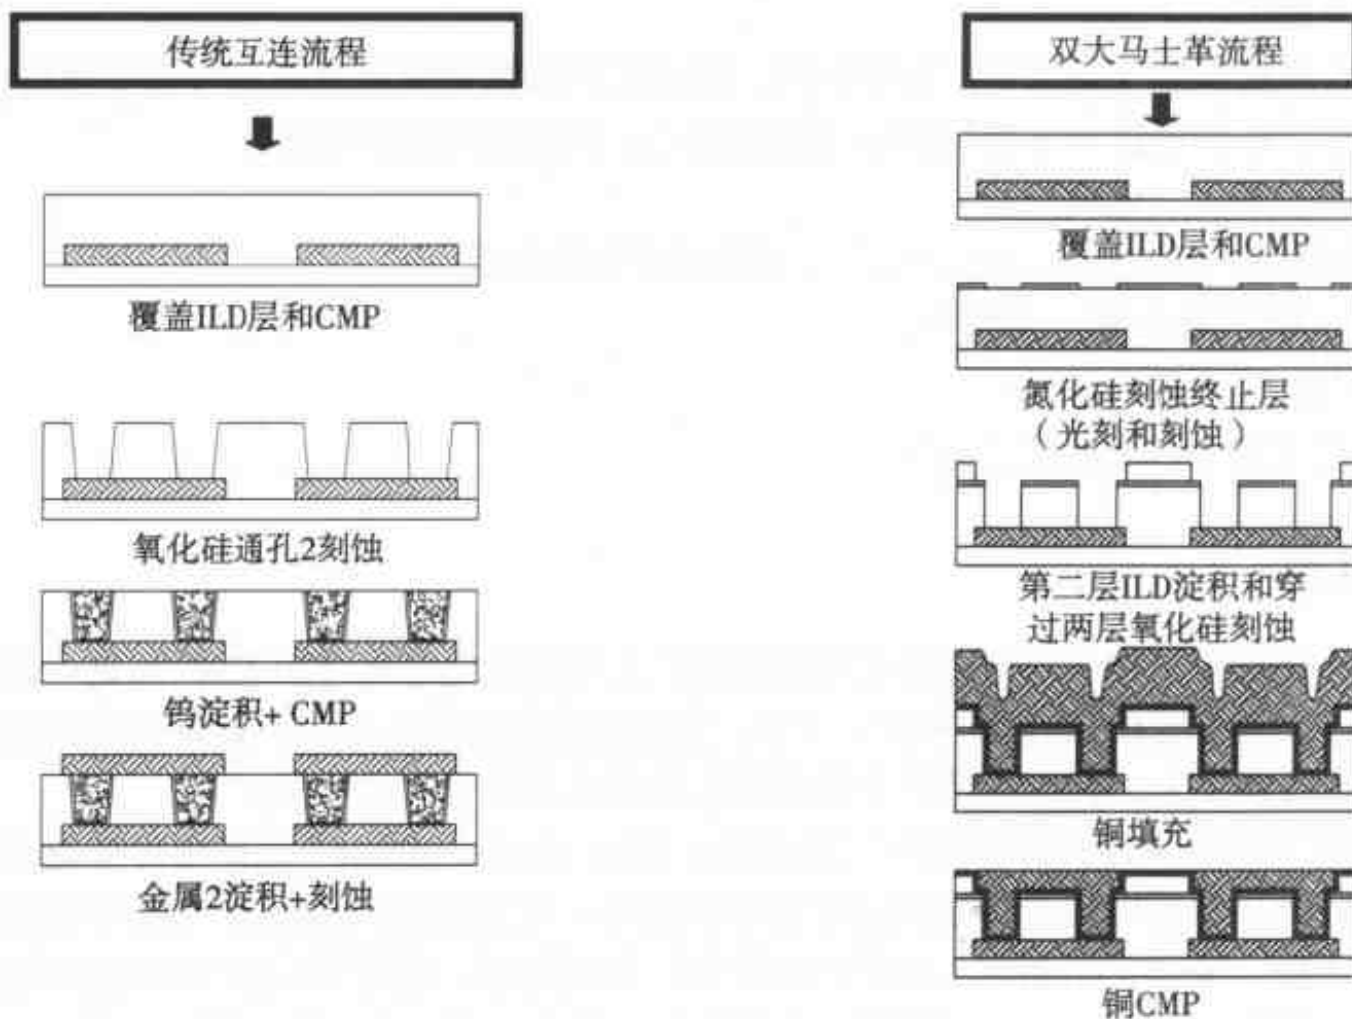 传统互连流程
覆盖ILD层和CMP
氧化硅通孔2刻蚀
钨淀积+ CMP
金属2淀积+刻蚀
双大马士革流程
覆盖ILD层和CMP
氮化硅刻蚀终止层
（光刻和刻蚀）
第二层ILD淀积和穿
过两层氧化硅刻蚀
铜填充
铜CMP